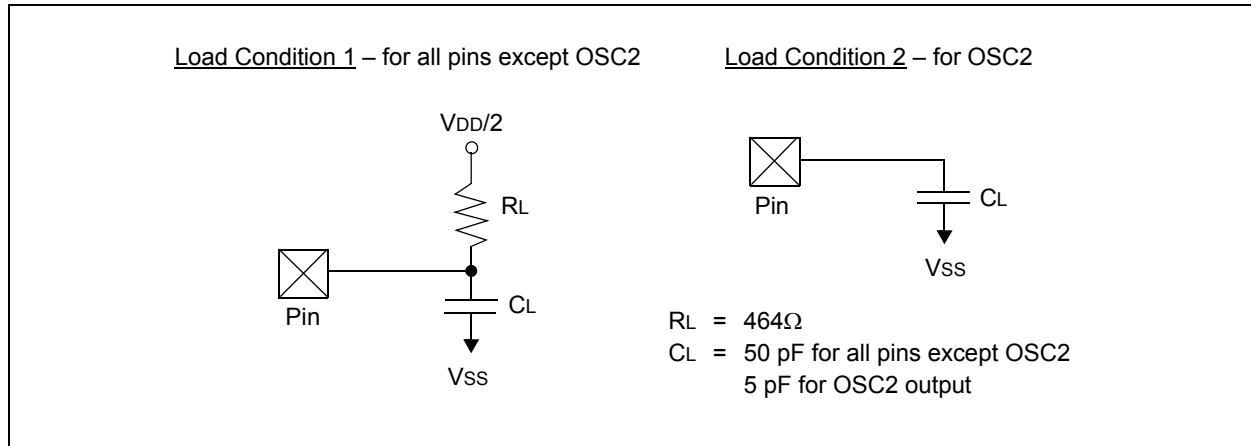 Load Condition 1 – for all pins except OSC2
VDD/2
RL
Pin
CL
VSS
Load Condition 2 – for OSC2
Pin
CL
VSS
RL = 464Ω
CL = 50 pF for all pins except OSC2
5 pF for OSC2 output